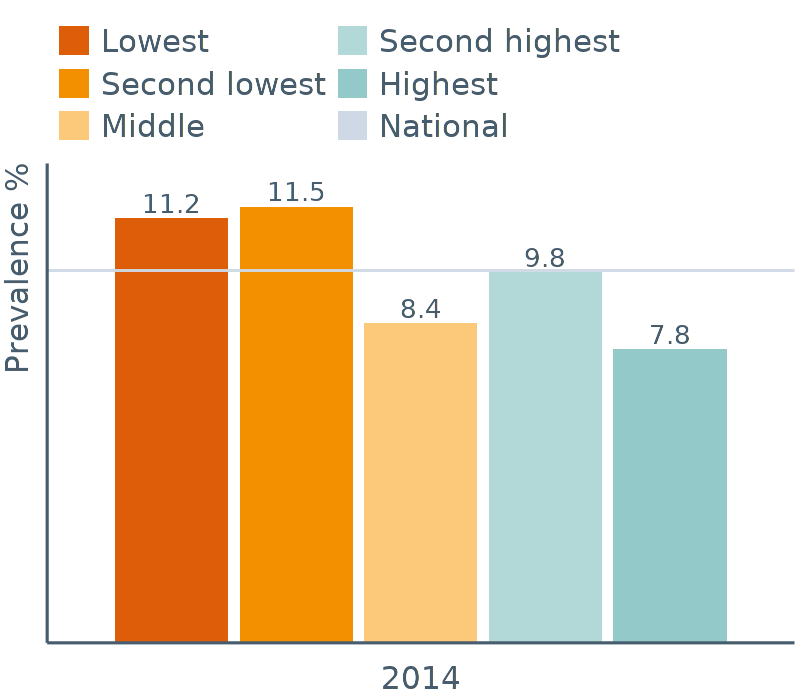 Lowest
Second lowest
Middle
Second highest
Highest
National
Prevalence %
11.2
11.5
8.4
9.8
7.8
2014